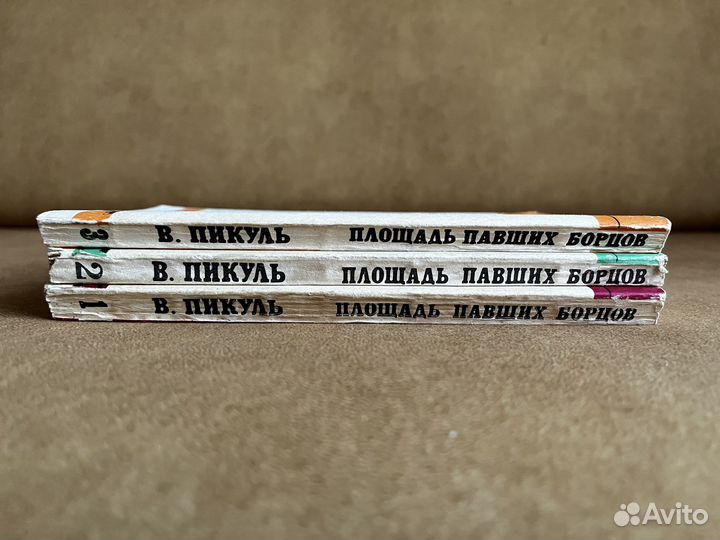 3 В. ПИКУЛЬ ПЛОЩАДЬ ПАВШИХ БОРЦОВ
2 В. ПИКУЛЬ ПЛОЩАДЬ ПАВШИХ БОРЦОВ
1 В. ПИКУЛЬ ПЛОЩАДЬ ПАВШИХ БОРЦОВ
Avito